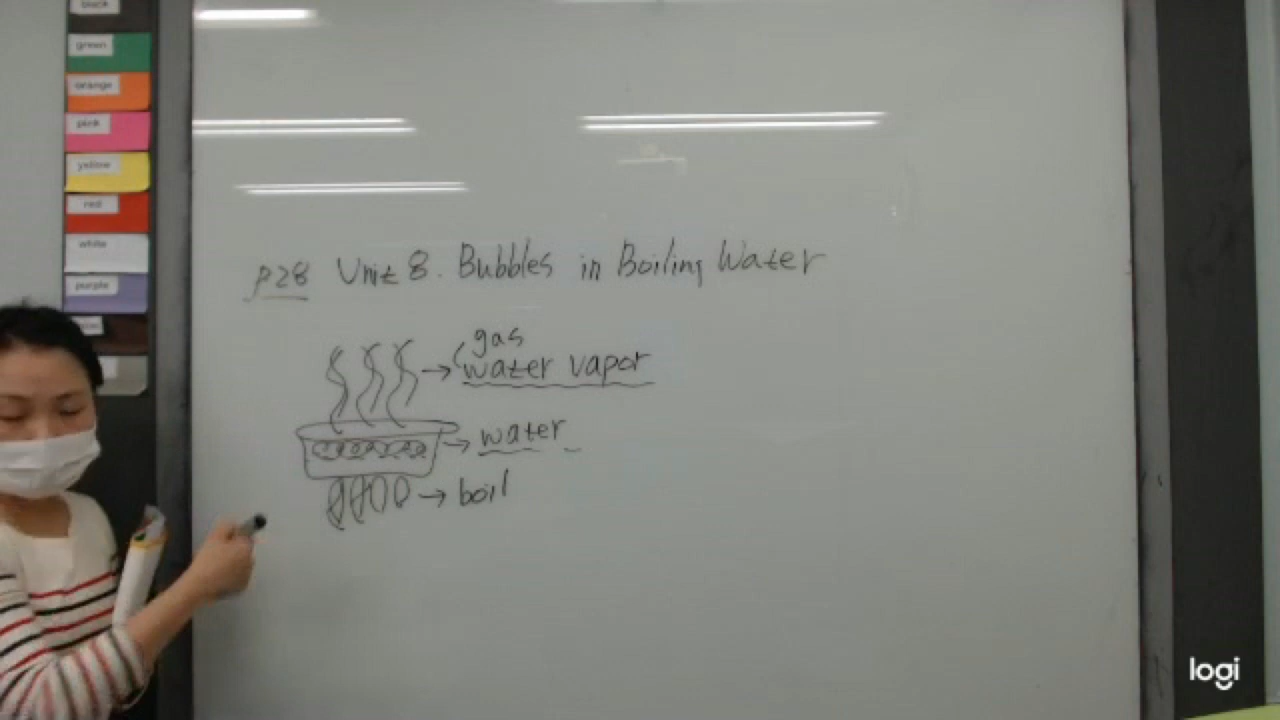 black
green
orange
pink
yellow
red
white
purple
P28 Unit 8. Bubbles in Boiling Water
gas
water vapor
water
boil
logi